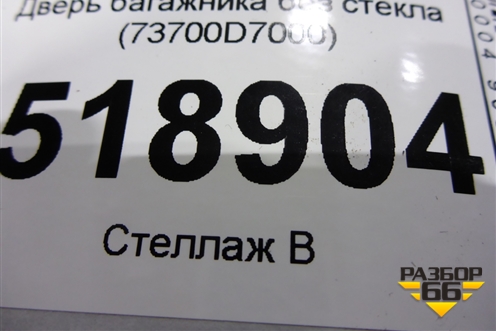 Дверь багажника без стекла
(73700D7000)
518904
Стеллаж В
РАЗБОР
66